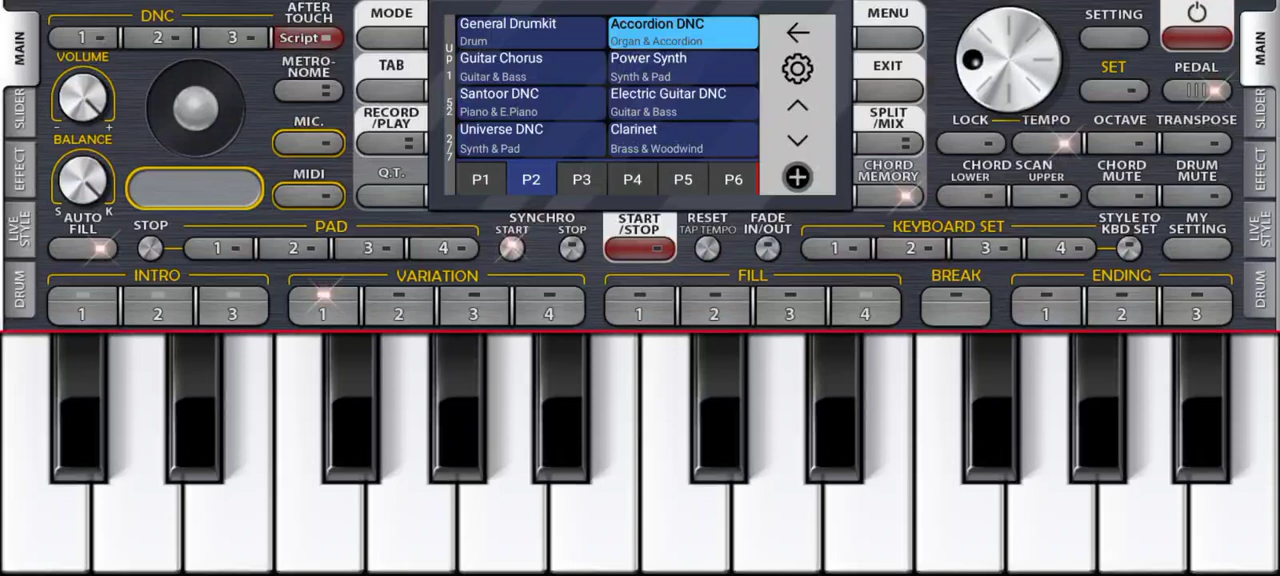 DNC
AFTER
TOUCH
1
2
3
Script
MAIN
SLIDER
EFFECT
LIVE
STYLE
DRUM
VOLUME
- +
BALANCE
S K
METRO-
NOME
MIC.
MIDI
MODE
TAB
RECORD
/PLAY
Q.T.
Up 1
General Drumkit
Drum
Accordion DNC
Organ & Accordion
Guitar Chorus
Guitar & Bass
Power Synth
Synth & Pad
Santoor DNC
Piano & E.Piano
Electric Guitar DNC
Guitar & Bass
Universe DNC
Synth & Pad
Clarinet
Brass & Woodwind
P1 P2 P3 P4 P5 P6
MENU
EXIT
SPLIT
/MIX
CHORD
MEMORY
SETTING
SET
PEDAL
LOCK TEMPO OCTAVE TRANSPOSE
CHORD SCAN
LOWER UPPER
CHORD
MUTE
DRUM
MUTE
MAIN
SLIDER
EFFECT
LIVE
STYLE
DRUM
AUTO
FILL
STOP
PAD
1 2 3 4
SYNCHRO
START STOP
START
/STOP
RESET
TAP TEMPO
FADE
IN/OUT
KEYBOARD SET
1 2 3 4
STYLE TO
KBD SET
MY
SETTING
INTRO
1 2 3
VARIATION
1 2 3 4
FILL
1 2 3 4
BREAK
ENDING
1 2 3